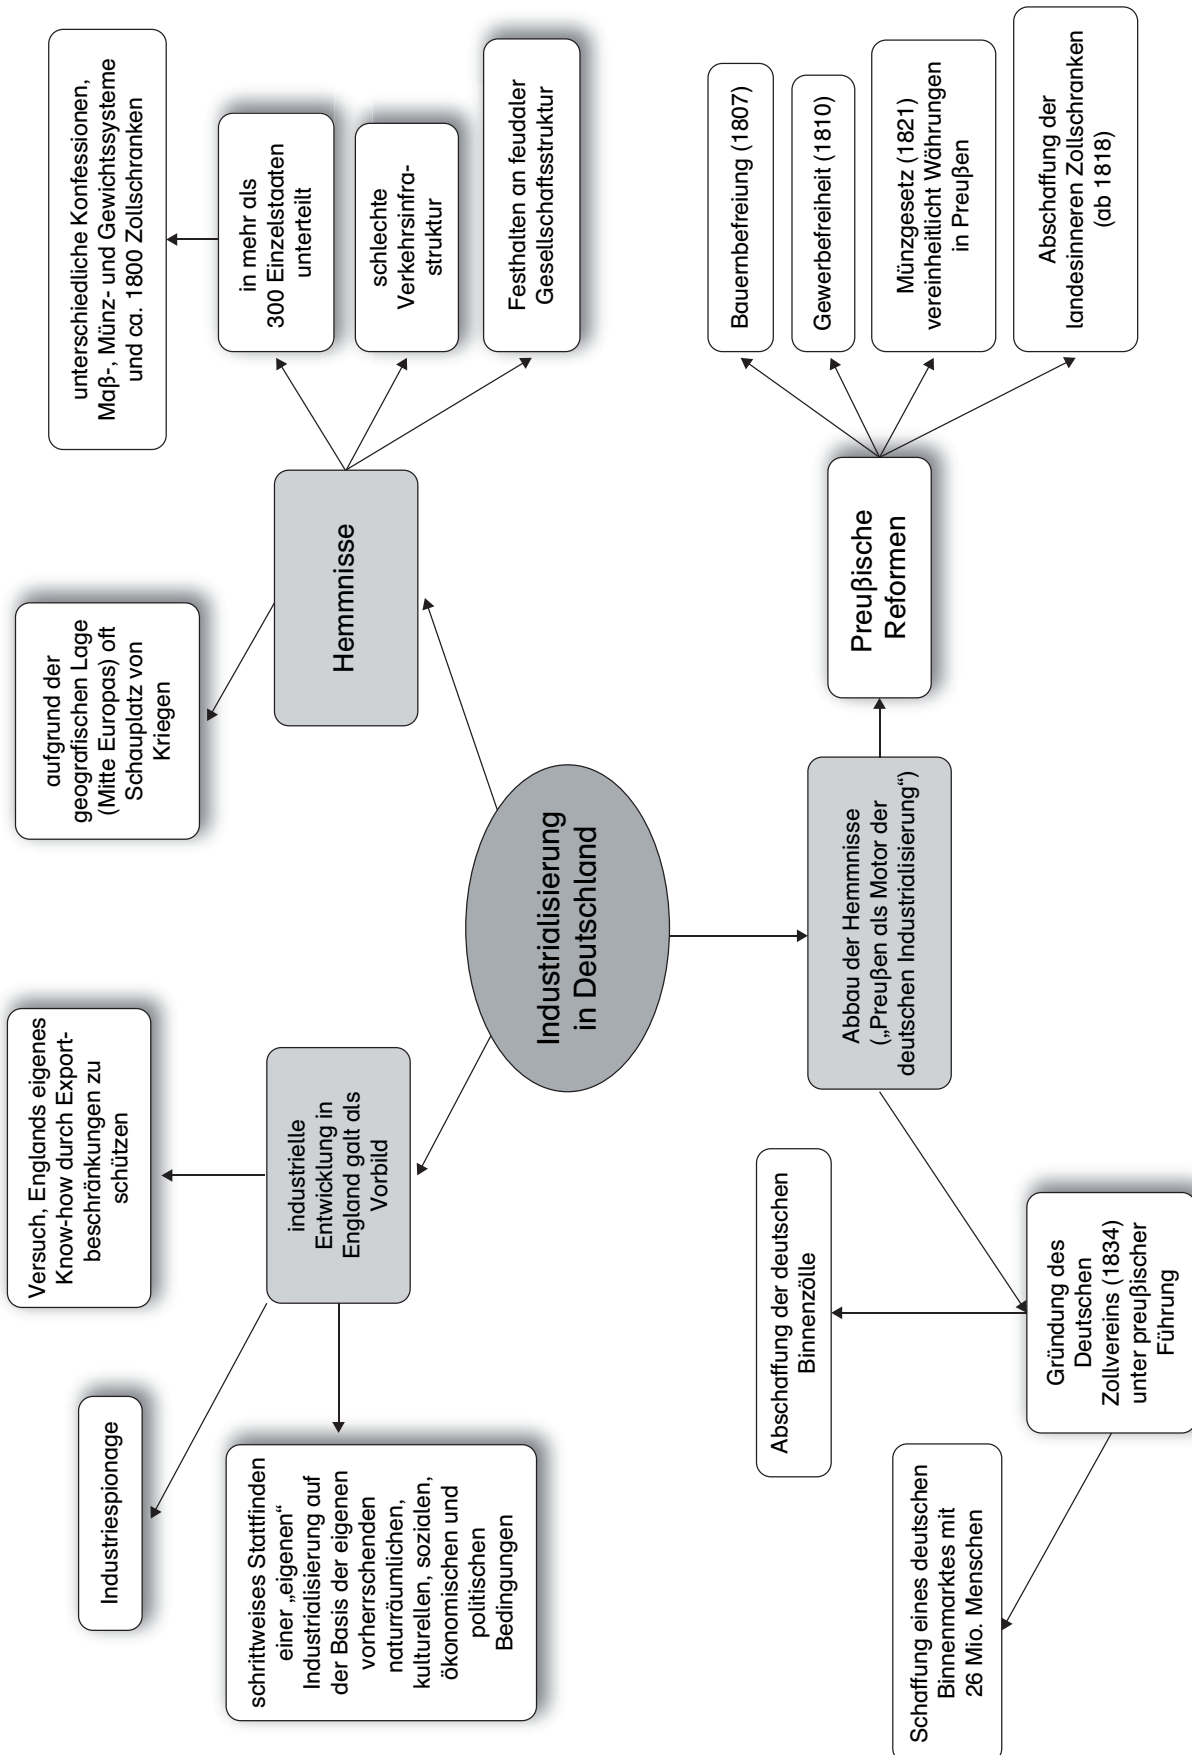 Industrialisierung
in Deutschland
industrielle
Entwicklung in
England galt als
Vorbild
Versuch, Englands eigenes
Know-how durch Export-
beschränkungen zu
schützen
Industriespionage
schrittweises Stattfinden
einer „eigenen“
Industrialisierung auf
der Basis der eigenen
vorherrschenden
naturräumlichen,
kulturellen, sozialen,
ökonomischen und
politischen
Bedingungen
Hemmnisse
aufgrund der
geografischen Lage
(Mitte Europas) oft
Schauplatz von
Kriegen
in mehr als
300 Einzelstaaten
unterteilt
unterschiedliche Konfessionen,
Maß-, Münz- und Gewichtssysteme
und ca. 1800 Zollschranken
schlechte
Verkehrsinfra-
struktur
Festhalten an feudaler
Gesellschaftsstruktur
Abbau der Hemmnisse
(„Preußen als Motor der
deutschen Industrialisierung“)
Gründung des
Deutschen
Zollvereins (1834)
unter preußischer
Führung
Abschaffung der deutschen
Binnenzölle
Schaffung eines deutschen
Binnenmarktes mit
26 Mio. Menschen
Preußische
Reformen
Bauernbefreiung (1807)
Gewerbefreiheit (1810)
Münzgesetz (1821)
vereinheitlicht Währungen
in Preußen
Abschaffung der
landesinneren Zollschranken
(ab 1818)